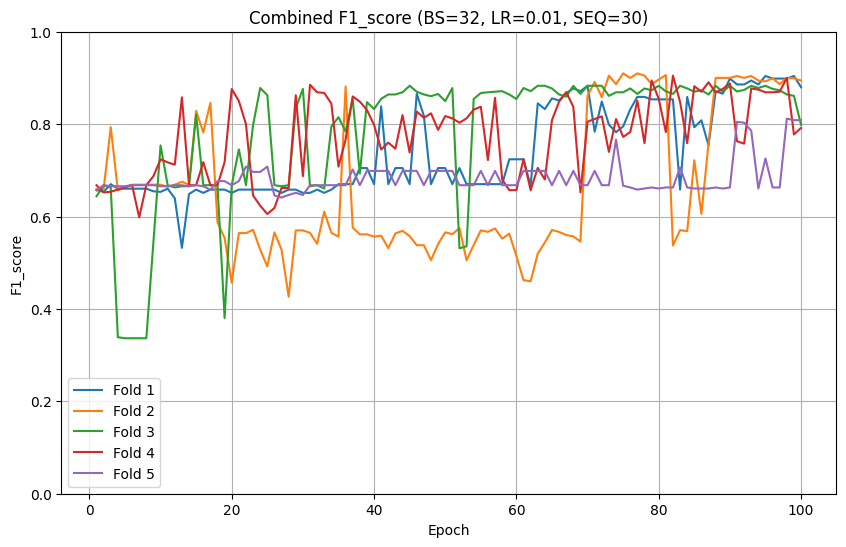 Combined F1_score (BS=32, LR=0.01, SEQ=30)
F1_score
1.0
0.8
0.6
0.4
0.2
0.0
Fold 1
Fold 2
Fold 3
Fold 4
Fold 5
0 20 40 60 80 100
Epoch